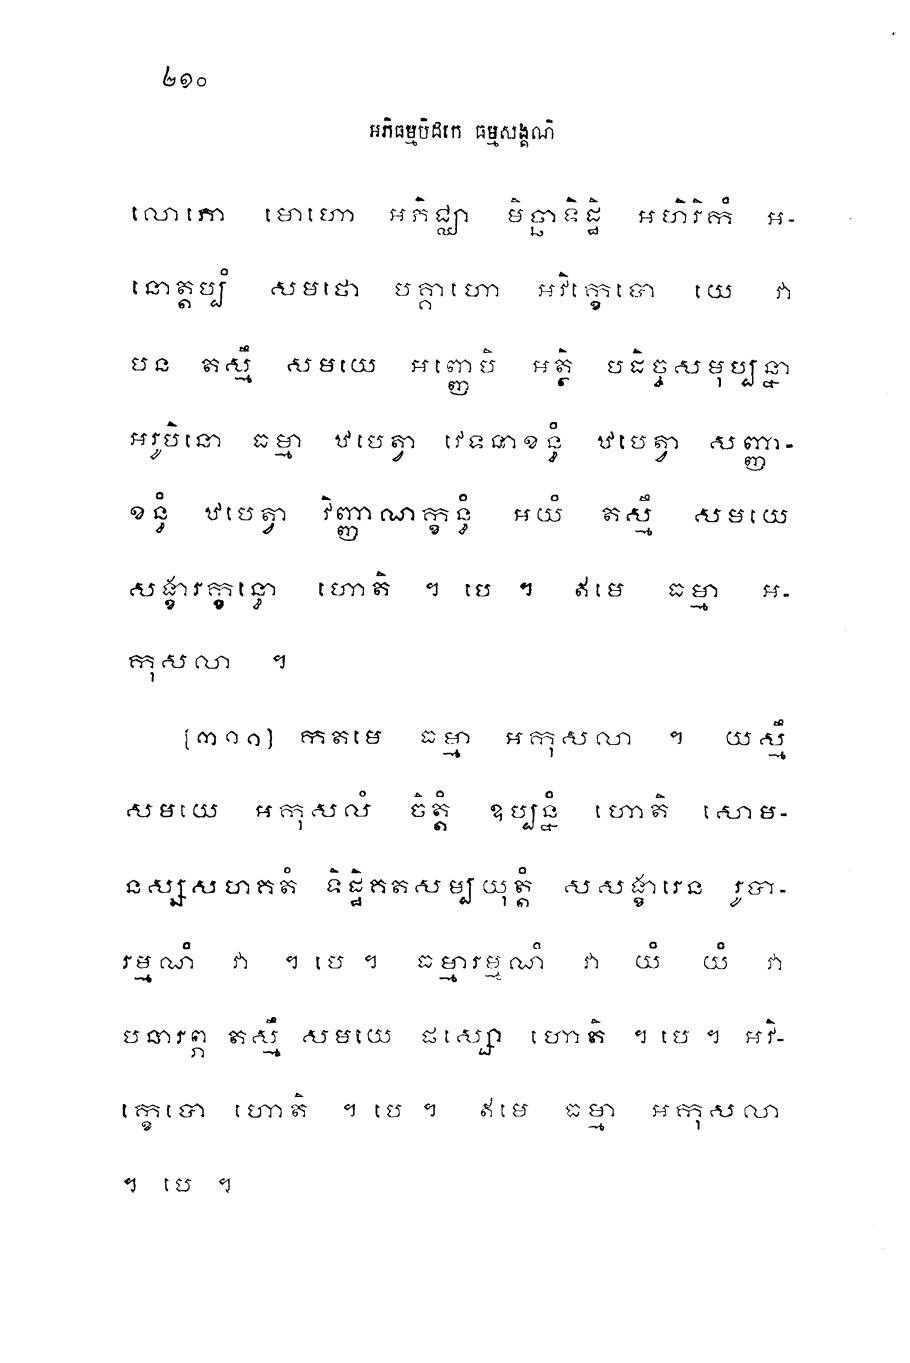 ២១០
អភិធម្មបិដកេ ធម្មសង្គណិ
លោភោ មោហោ អភិជ្ឈា មិច្ឆាទិដ្ឋិ អហិរិកំ អ-
នោត្តប្បំ សមថោ បគ្គាហោ អវិក្ខេបោ យេ វា
បន តស្មឹ សមយេ អញ្ញេបិ អត្ថិ បដិច្ចសមុប្បន្នា
អរូបិនោ ធម្មា ឋបេត្វា វេទនាខន្ធំ ឋបេត្វា សញ្ញា-
ខន្ធំ ឋបេត្វា វិញ្ញាណក្ខន្ធំ អយំ តស្មឹ សមយេ
សង្ខារក្ខន្ធោ ហោតិ ។ បេ ។ ឥមេ ធម្មា អ-
កុសលា ។
[៣១១] កតមេ ធម្មា អកុសលា ។ យស្មឹ
សមយេ អកុសលំ ចិត្តំ ឧប្បន្នំ ហោតិ សោម-
នស្សសហគតំ ទិដ្ឋិគតសម្បយុត្តំ សសង្ខារេន រូបា-
រម្មណំ វា ។ បេ ។ ធម្មារម្មណំ វា យំ យំ វា
បនារព្ភ តស្មឹ សមយេ ផស្សោ ហោតិ ។ បេ ។ អវិ-
ក្ខេបោ ហោតិ ។ បេ ។ ឥមេ ធម្មា អកុសលា
។ បេ ។